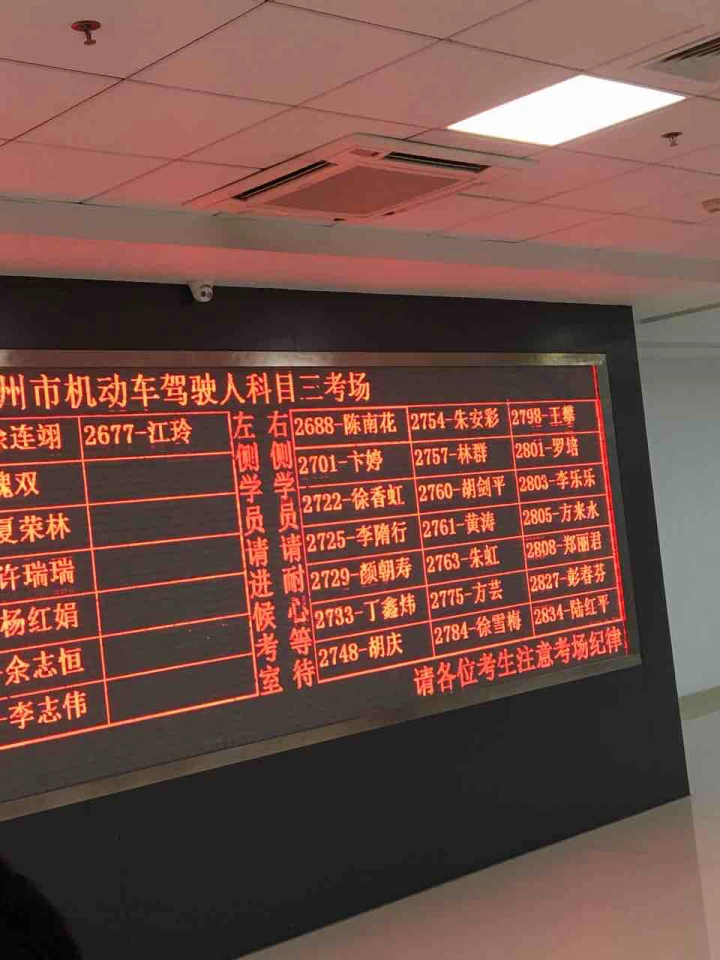 州市机动车驾驶人科目三考场
余连翊 2677-江玲
魏双
夏荣林
许瑞瑞
杨红娟
余志恒
李志伟
左侧学员请进候考室
右侧学员请耐心等待
2688-陈南花 2754-朱安彩 2798-王攀
2701-卞婷 2757-林群 2801-罗培
2722-徐香虹 2760-胡剑平 2803-李乐乐
2725-李隋行 2761-黄涛 2805-方来水
2729-颜朝寿 2763-朱虹 2808-郑丽君
2733-丁鑫炜 2775-方芸 2827-彭春芬
2748-胡庆 2784-徐雪梅 2834-陆红平
请各位考生注意考场纪律